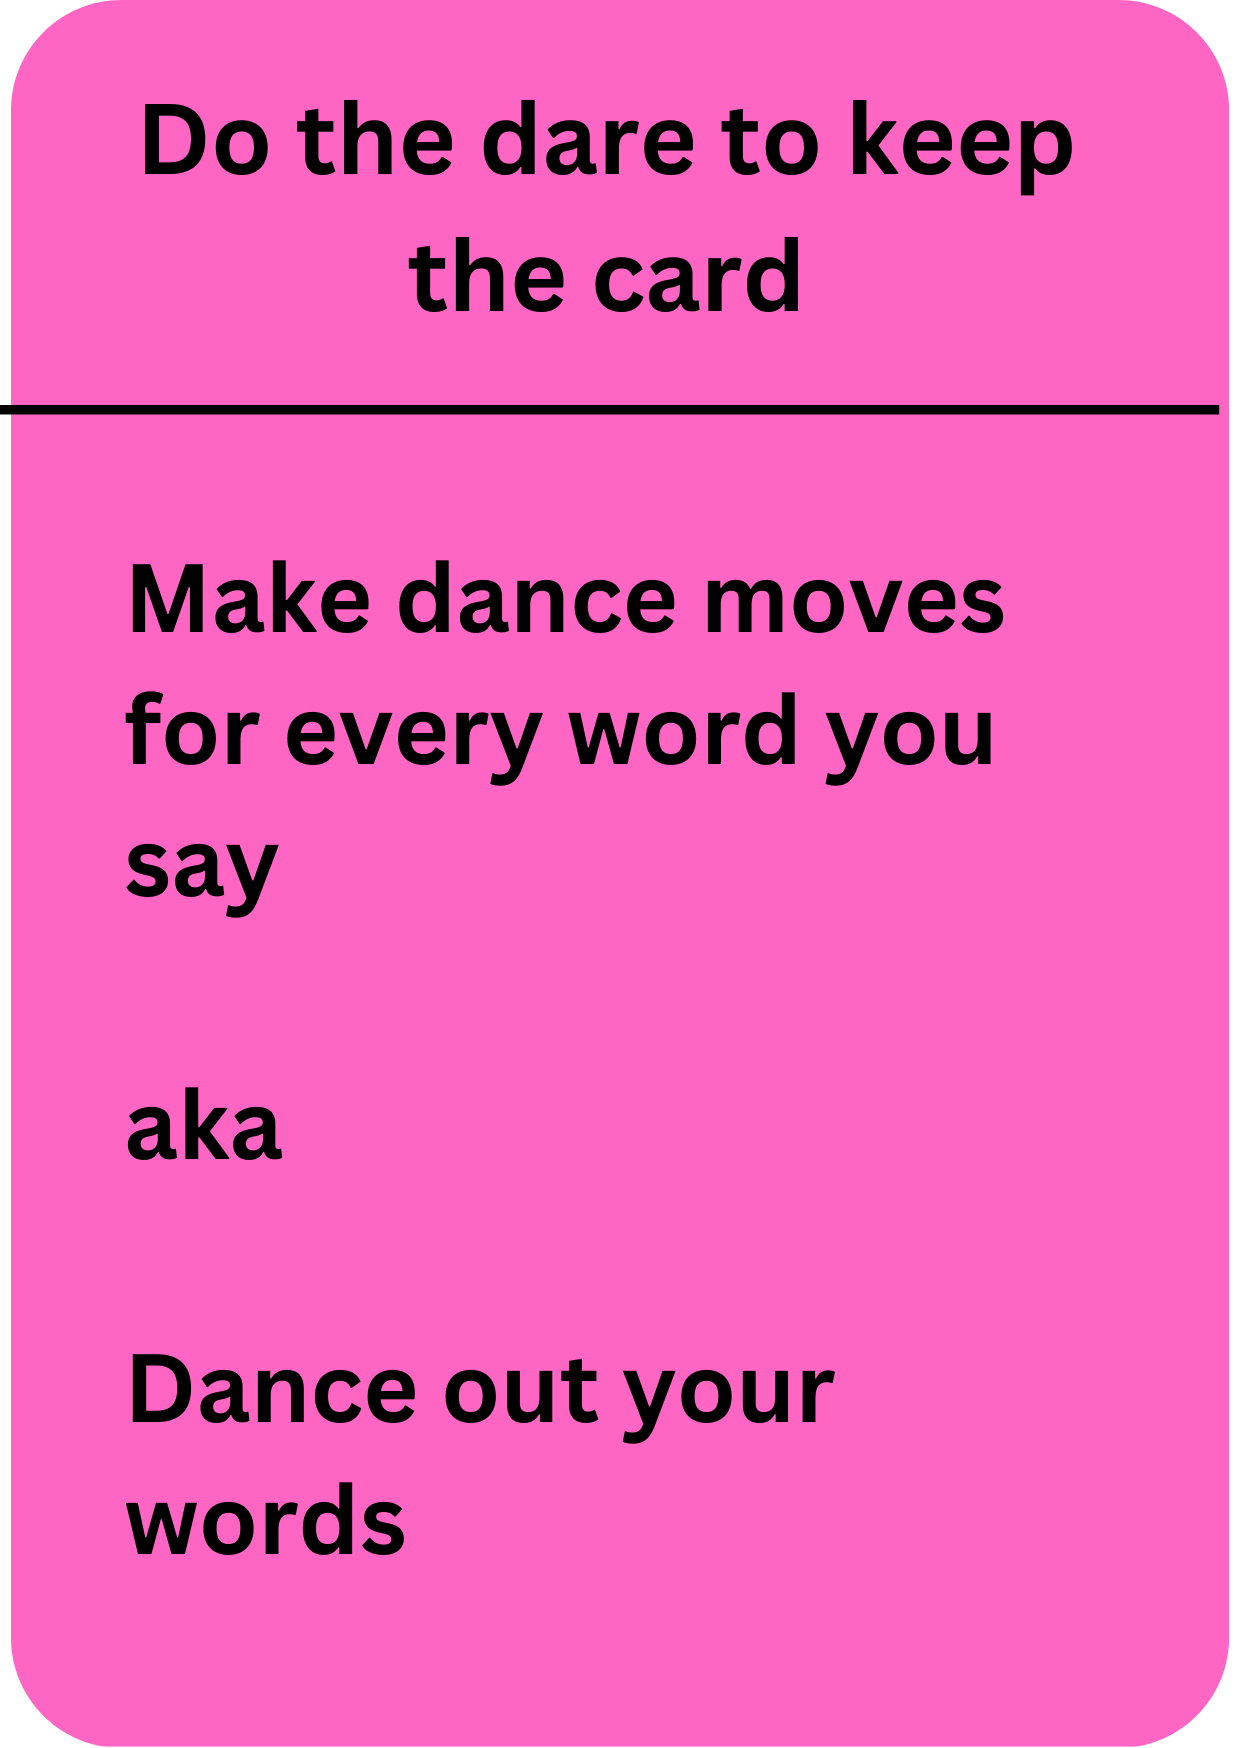 Do the dare to keep
the card
Make dance moves
for every word you
say
aka
Dance out your
words